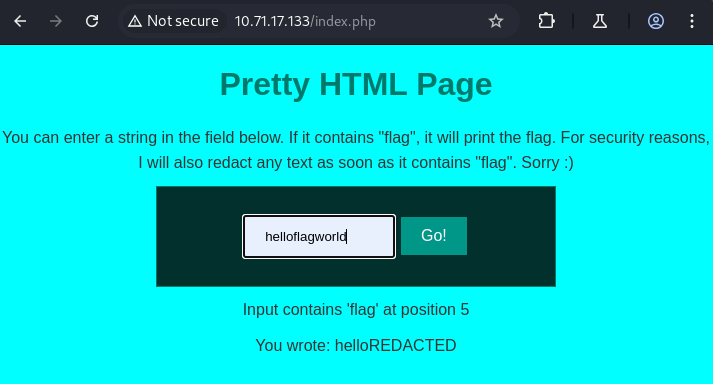 Not secure 10.71.17.133/index.php
Pretty HTML Page
You can enter a string in the field below. If it contains "flag", it will print the flag. For security reasons,
I will also redact any text as soon as it contains "flag". Sorry :)
helloflagworld Go!
Input contains 'flag' at position 5
You wrote: helloREDACTED